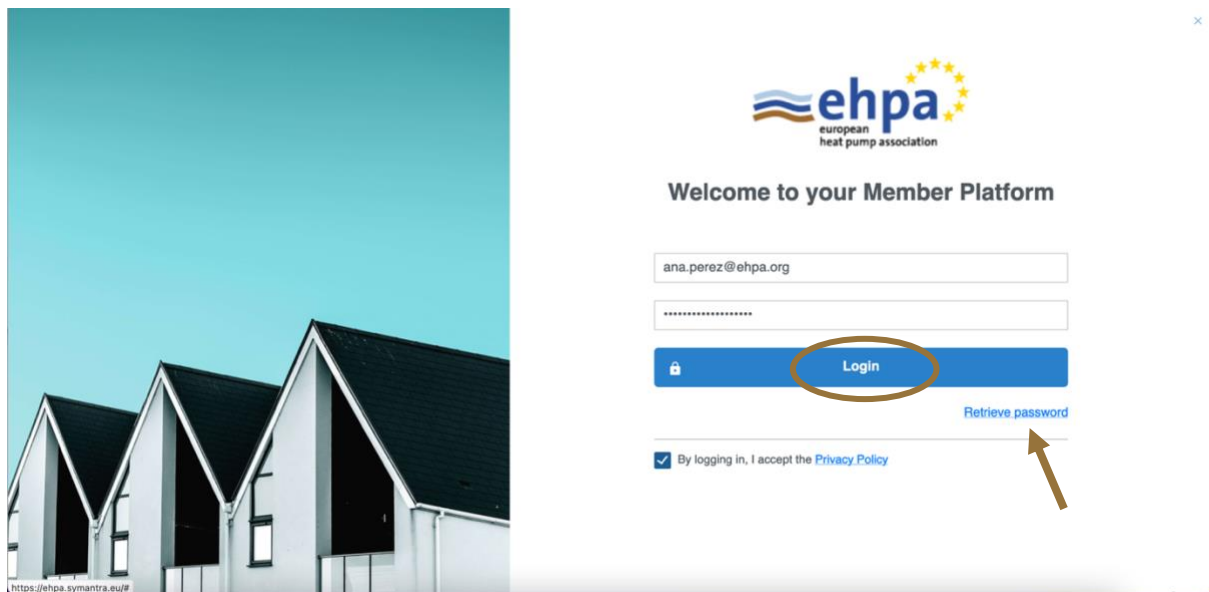 ehpa
european
heat pump association
Welcome to your Member Platform
ana.perez@ehpa.org
•••••••••••••••••••
Login
Retrieve password
By logging in, I accept the Privacy Policy
https://ehpa.symantra.eu/#